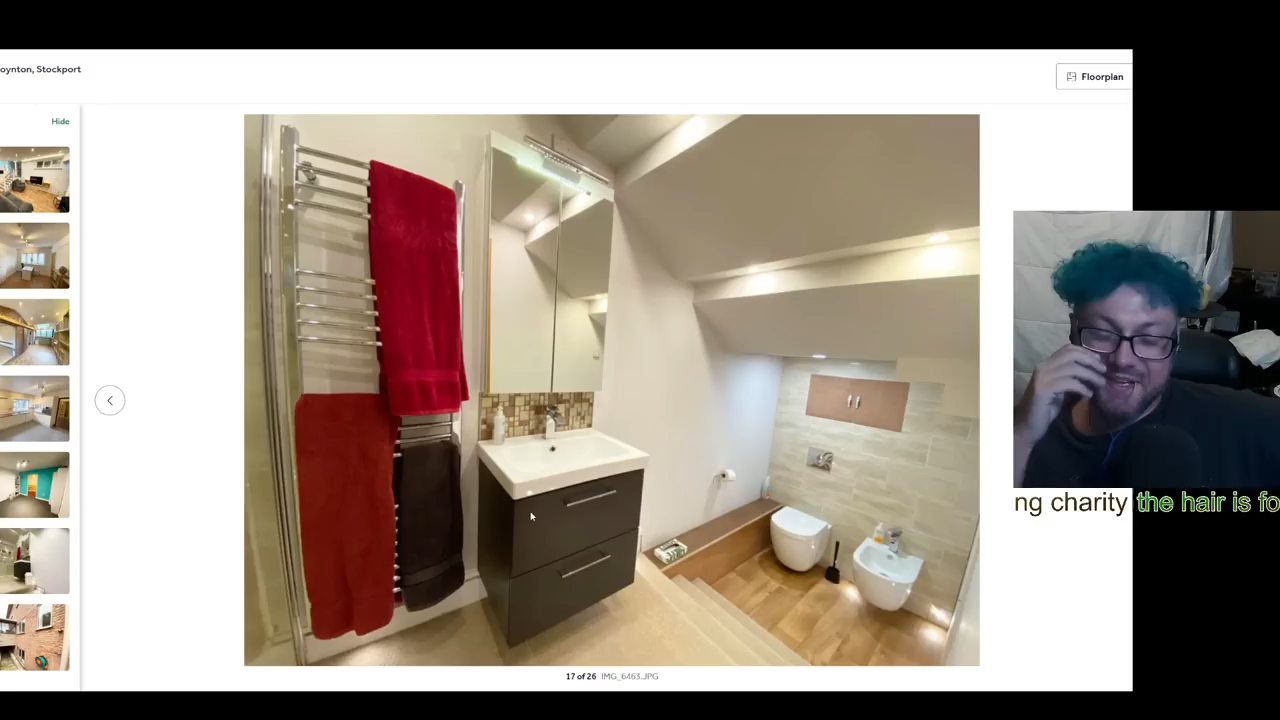 oynton, Stockport
Floorplan
Hide
17 of 26 IMG_6463.JPG
ng charity the hair is fo